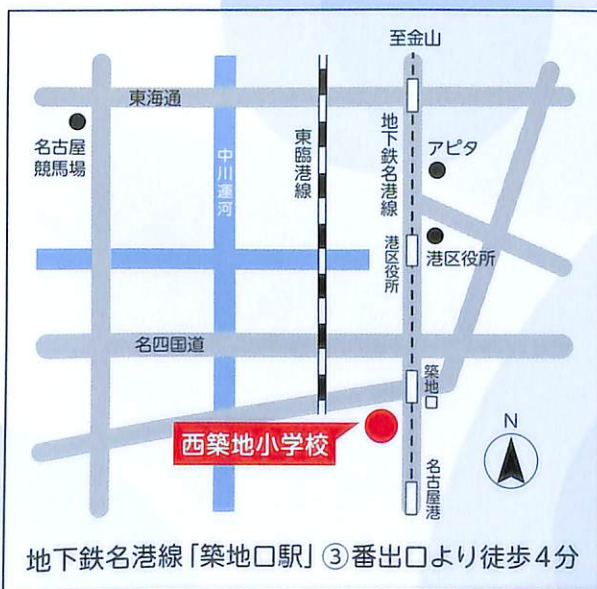 至金山
東海通
名古屋
競馬場
中川運河
東臨港線
地下鉄名港線
アピタ
港区役所
港区役所
名四国道
築地口
西築地小学校
N
名古屋港
地下鉄名港線「築地口駅」③番出口より徒歩4分